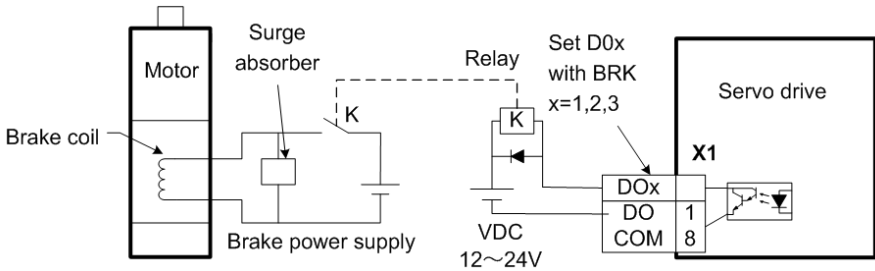 Motor
Brake coil
Surge
absorber
K
Brake power supply
Relay
K
VDC
12～24V
Set D0x
with BRK
x=1,2,3
X1
DOx
DO 1
COM 8
Servo drive